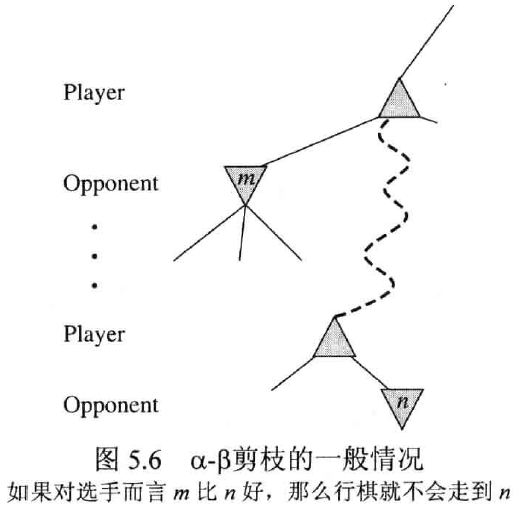 Player
m
Opponent
Player
Opponent
n
图 5.6 α-β剪枝的一般情况
如果对选手而言 m 比 n 好，那么行棋就不会走到 n